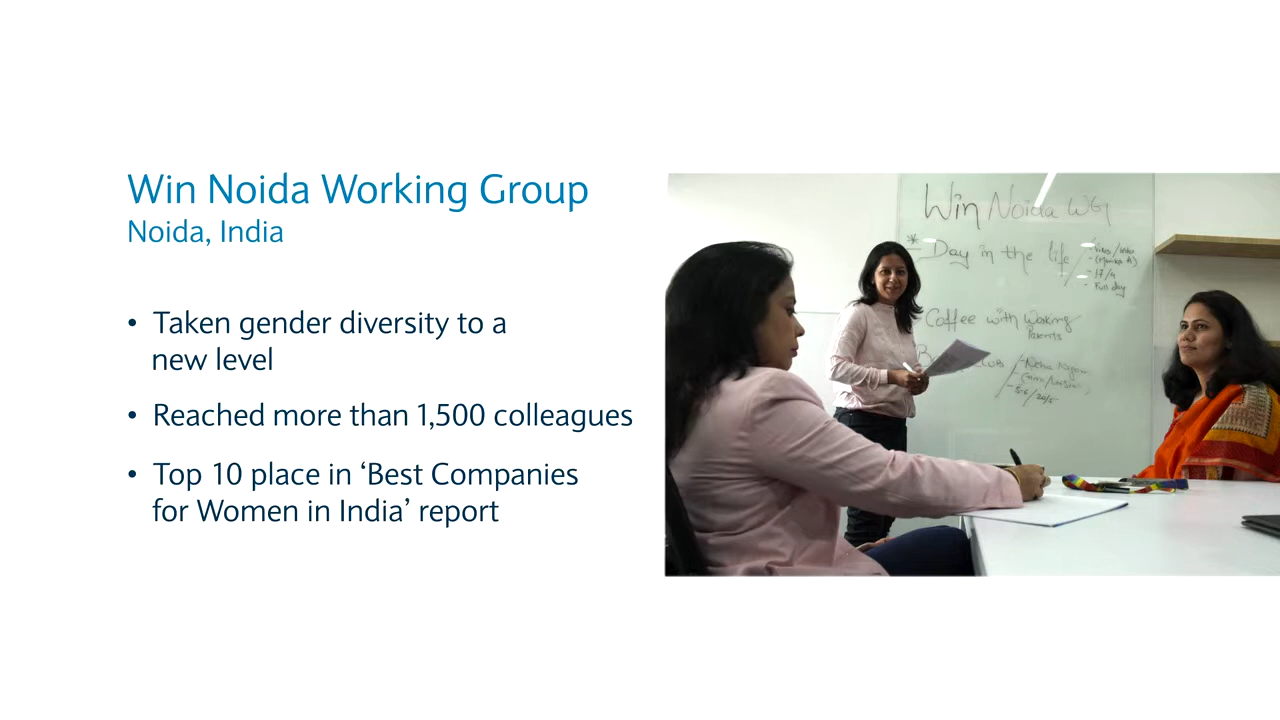 Win Noida Working Group
Noida, India
• Taken gender diversity to a
new level
• Reached more than 1,500 colleagues
• Top 10 place in ‘Best Companies
for Women in India’ report
Win Noida WG
* Day in the life
- 17/4
- Full day
Coffee with Working
Parents